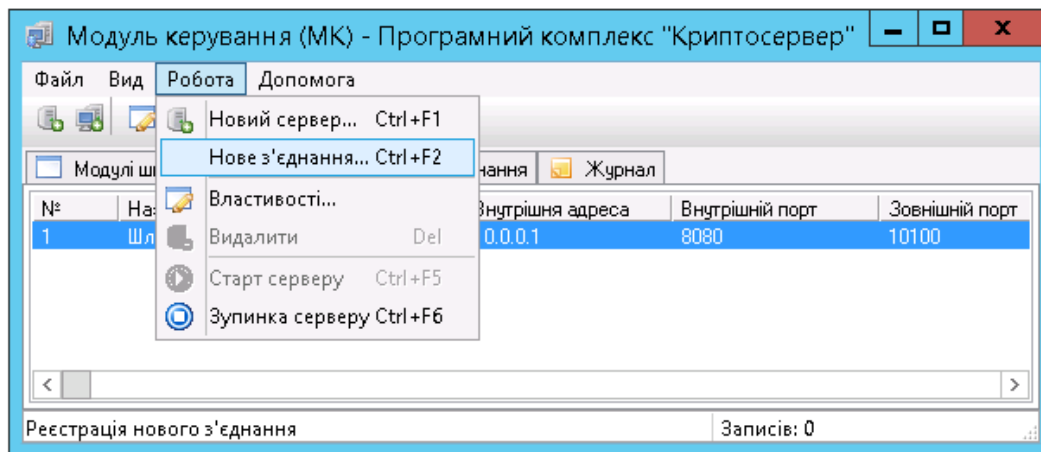 Модуль керування (МК) - Програмний комплекс "Криптосервер"
Файл Вид Робота Допомога
Новий сервер... Ctrl+F1
Нове з'єднання... Ctrl+F2
Властивості...
Видалити Del
Старт серверу Ctrl+F5
Зупинка серверу Ctrl+F6
Модулі Журнал
№ Внутрішня адреса Внутрішній порт Зовнішній порт
1 0.0.0.1 8080 10100
Реєстрація нового з'єднання Записів: 0